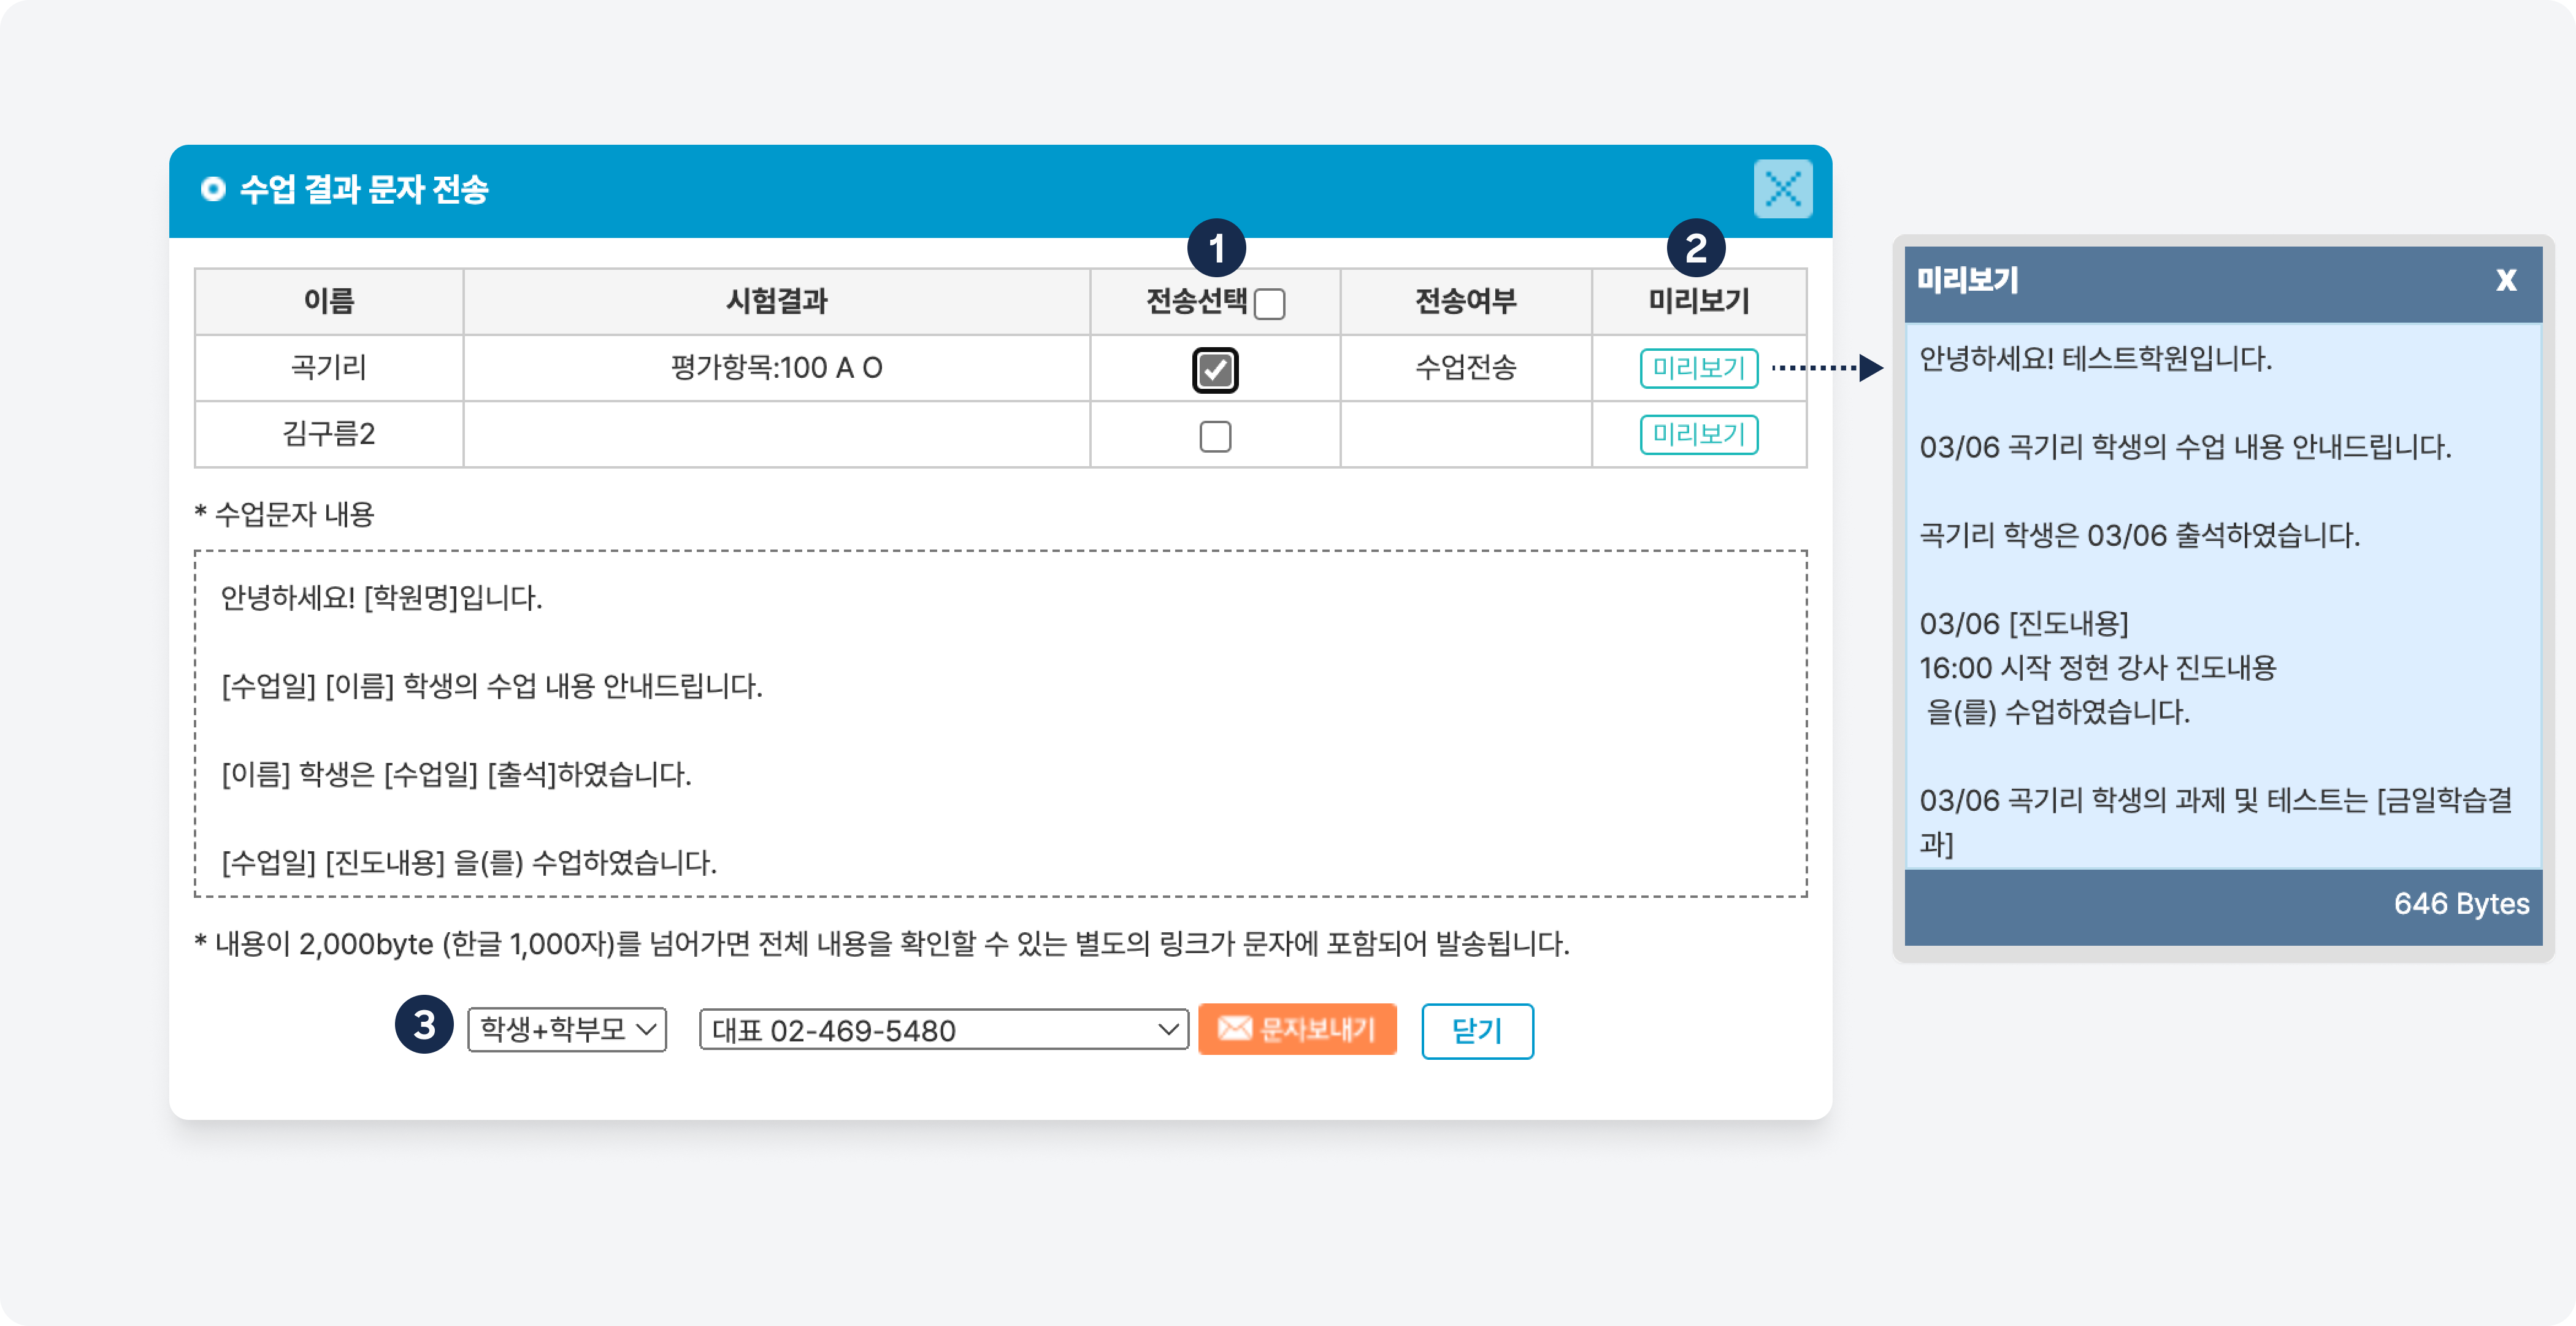 수업 결과 문자 전송
1
2
이름 시험결과 전송선택 전송여부 미리보기
곡기리 평가항목:100 A O 수업전송 미리보기
김구름2 미리보기
* 수업문자 내용
안녕하세요! [학원명]입니다.
[수업일] [이름] 학생의 수업 내용 안내드립니다.
[이름] 학생은 [수업일] [출석]하였습니다.
[수업일] [진도내용] 을(를) 수업하였습니다.
* 내용이 2,000byte (한글 1,000자)를 넘어가면 전체 내용을 확인할 수 있는 별도의 링크가 문자에 포함되어 발송됩니다.
3 학생+학부모 대표 02-469-5480 문자보내기 닫기
미리보기 X
안녕하세요! 테스트학원입니다.
03/06 곡기리 학생의 수업 내용 안내드립니다.
곡기리 학생은 03/06 출석하였습니다.
03/06 [진도내용]
16:00 시작 정현 강사 진도내용
을(를) 수업하였습니다.
03/06 곡기리 학생의 과제 및 테스트는 [금일학습결
과]
646 Bytes